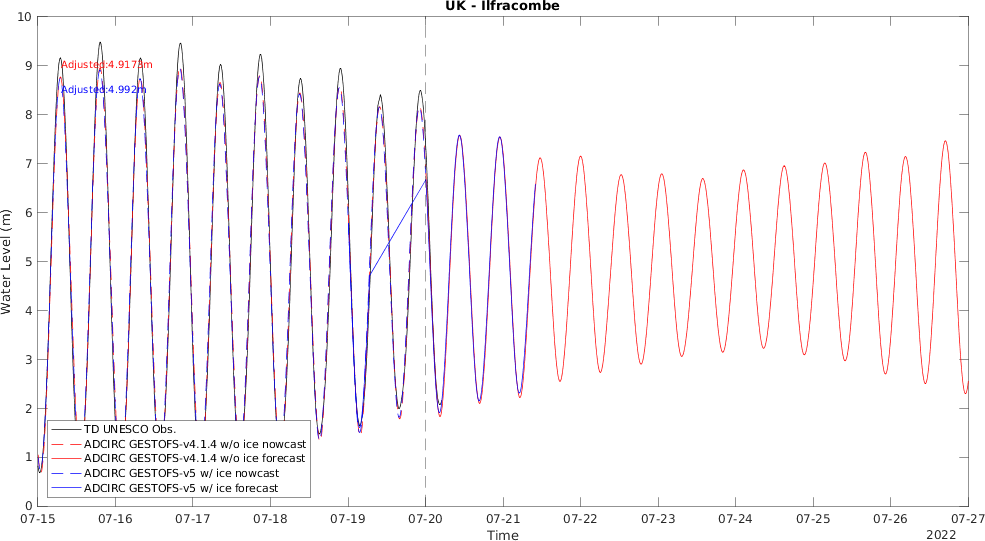 UK - Ilfracombe
10
9
8
7
6
5
4
3
2
1
0
Water Level (m)
Adjusted:4.9173m
Adjusted:4.992m
TD UNESCO Obs.
ADCIRC GESTOFS-v4.1.4 w/o ice nowcast
ADCIRC GESTOFS-v4.1.4 w/o ice forecast
ADCIRC GESTOFS-v5 w/ ice nowcast
ADCIRC GESTOFS-v5 w/ ice forecast
07-15 07-16 07-17 07-18 07-19 07-20 07-21 07-22 07-23 07-24 07-25 07-26 07-27
Time
2022